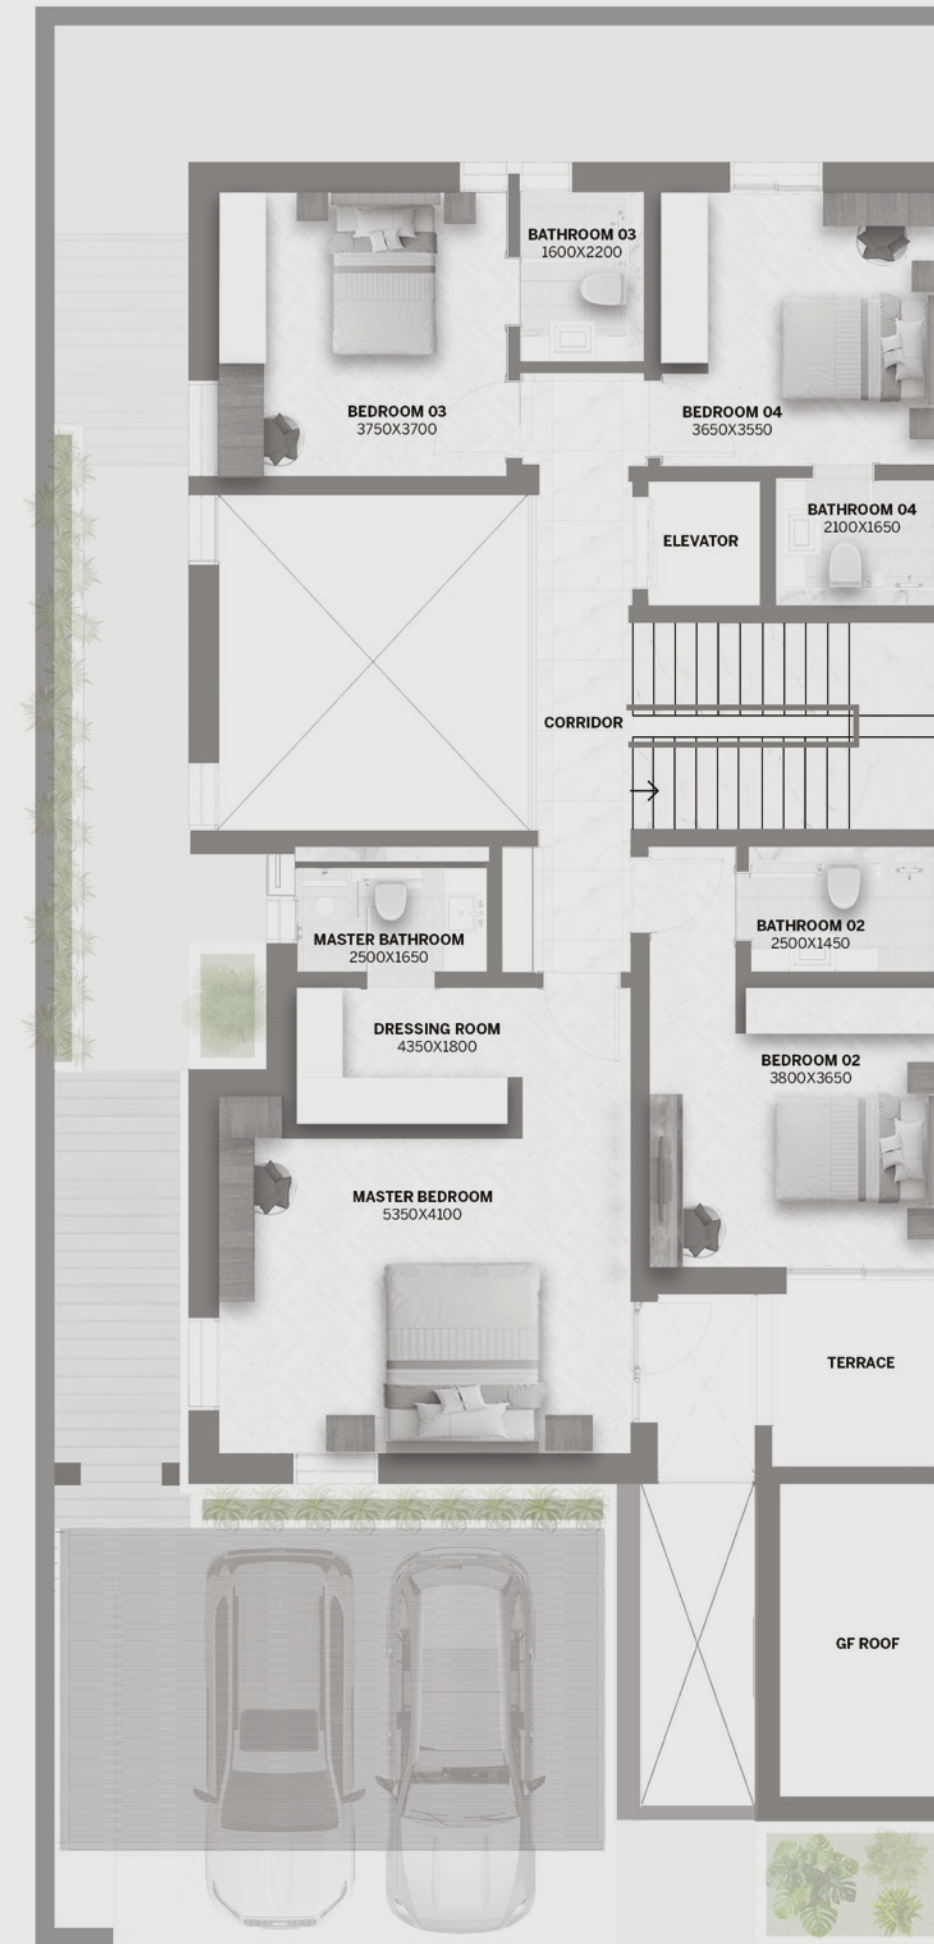 BATHROOM 03
1600X2200
BEDROOM 03
3750X3700
BEDROOM 04
3650X3550
BATHROOM 04
2100X1650
ELEVATOR
CORRIDOR
BATHROOM 02
2500X1450
MASTER BATHROOM
2500X1650
DRESSING ROOM
4350X1800
BEDROOM 02
3800X3650
MASTER BEDROOM
5350X4100
TERRACE
GF ROOF